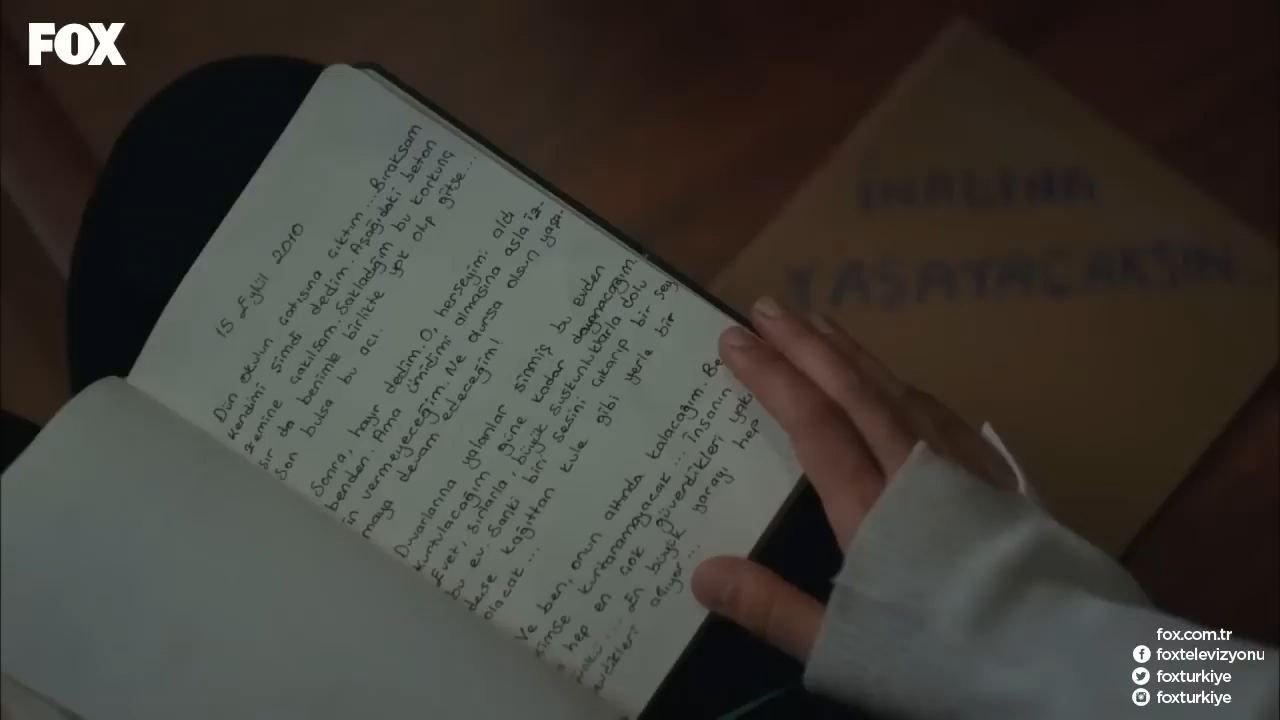 FOX
15 Eylül 2010
Dün okulun çatısına çıktım... Bıraksam
kendimi şimdi dedim. Aşağıdaki beton
zemine çakılsam. Sakladığım bu korkunç
sır da benimle birlikte yok olup gitse...
Son bulsa bu acı.
Sonra, hayır dedim. O, herşeyimi aldı
benden. Ama ümidimi almasına asla iz-
in vermeyeceğim. Ne olursa olsun yaşa-
maya devam edeceğim!
Duvarlarına yalanlar sinmiş bu evden
kurtulacağım güne kadar dayanacağım.
Evet, sırlarla, büyük suskunluklarla dolu
bu ev. Sanki biri sesini çıkarıp bir şey
dese kağıttan kule gibi yerle bir
olacak...
Ve ben, onun altında kalacağım. Be
kimse kurtaramayacak... İnsanın
hep en çok güvendikleri yakı
En büyük yarayı hep
açıyor...
YAŞAYACAKSIN...
fox.com.tr
foxtelevizyonu
foxturkiye
foxturkiye